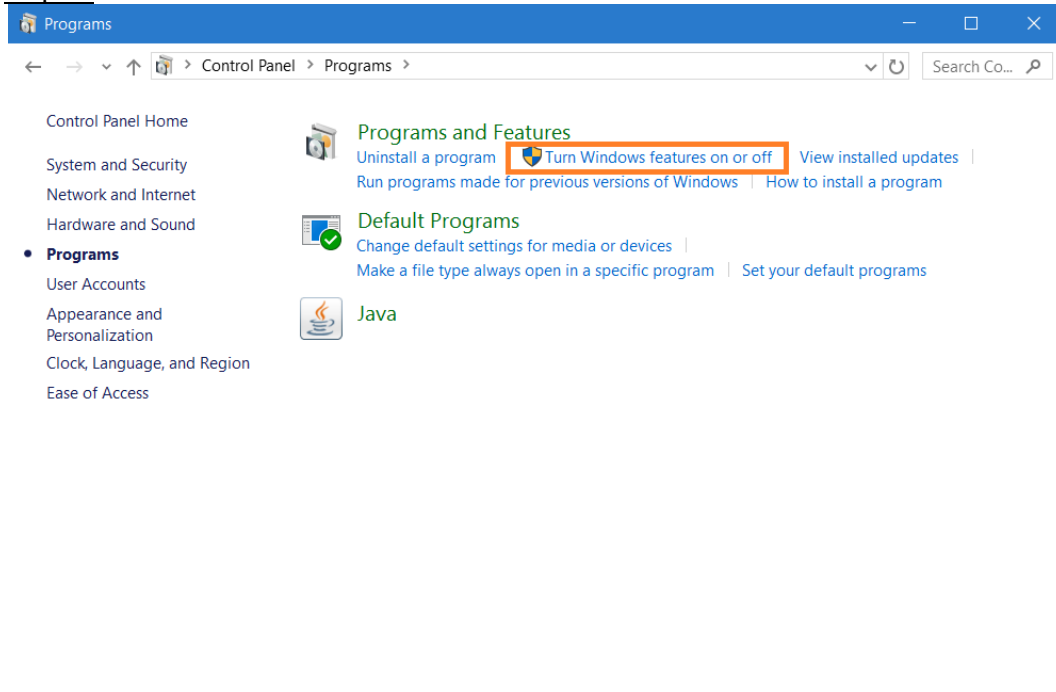 Programs
Control Panel > Programs >
Search Co...
Control Panel Home
System and Security
Network and Internet
Hardware and Sound
Programs
User Accounts
Appearance and
Personalization
Clock, Language, and Region
Ease of Access
Programs and Features
Uninstall a program
Turn Windows features on or off
View installed updates
Run programs made for previous versions of Windows
How to install a program
Default Programs
Change default settings for media or devices
Make a file type always open in a specific program
Set your default programs
Java